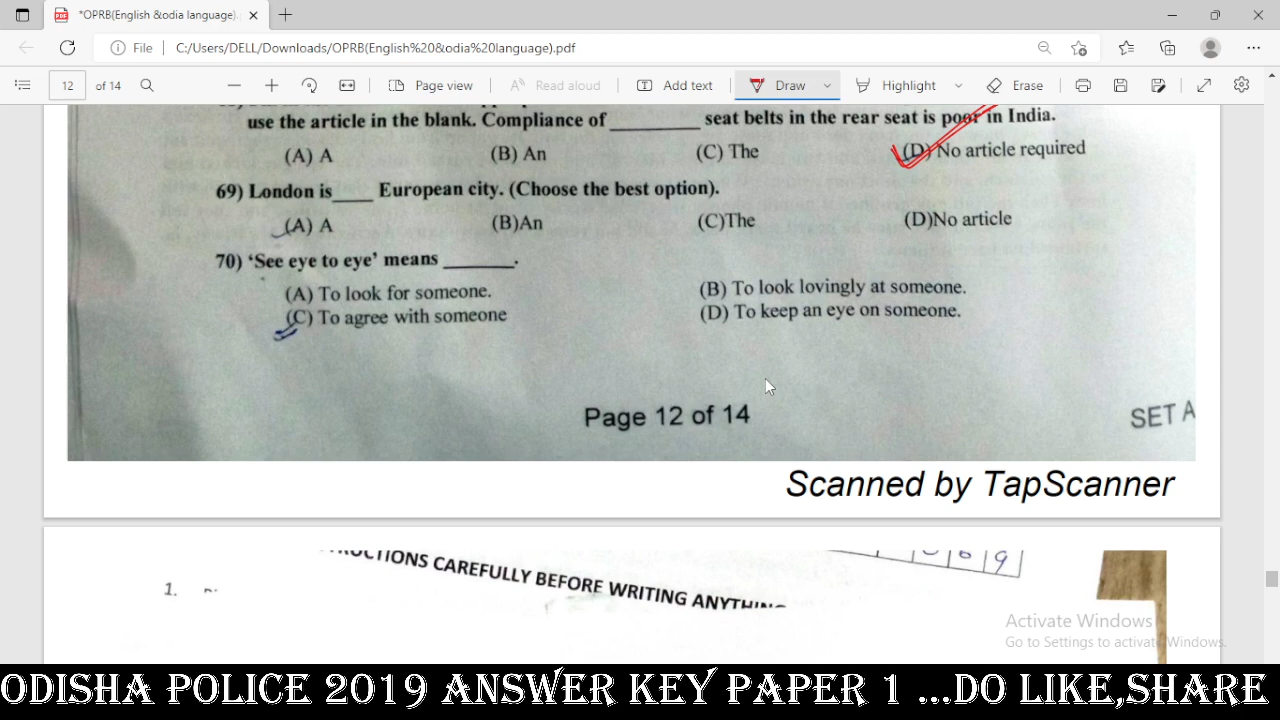 *OPRB(English &odia language).
File C:/Users/DELL/Downloads/OPRB(English%20&odia%20language).pdf
12 of 14 Page view Read aloud Add text Draw Highlight Erase
use the article in the blank. Compliance of ________ seat belts in the rear seat is poor in India.
(A) A (B) An (C) The (D) No article required
69) London is____ European city. (Choose the best option).
(A) A (B)An (C)The (D)No article
70) ‘See eye to eye’ means _______.
(A) To look for someone. (B) To look lovingly at someone.
(C) To agree with someone (D) To keep an eye on someone.
Page 12 of 14
SET A
Scanned by TapScanner
CAREFULLY BEFORE WRITING
1.
6 9
Activate Windows
Go to Settings to activate Windows.
ODISHA POLICE 2019 ANSWER KEY PAPER 1 ...DO LIKE,SHARE